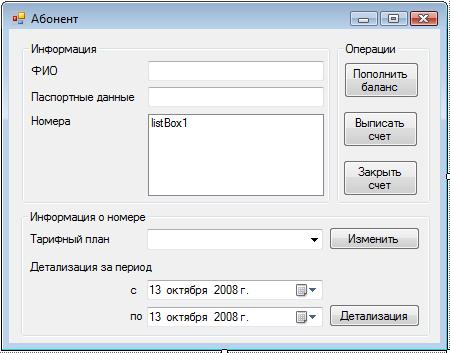 Абонент
Информация
ФИО
Паспортные данные
Номера
listBox1
Операции
Пополнить
баланс
Выписать
счет
Закрыть
счет
Информация о номере
Тарифный план
Изменить
Детализация за период
с 13 октября 2008 г.
по 13 октября 2008 г.
Детализация